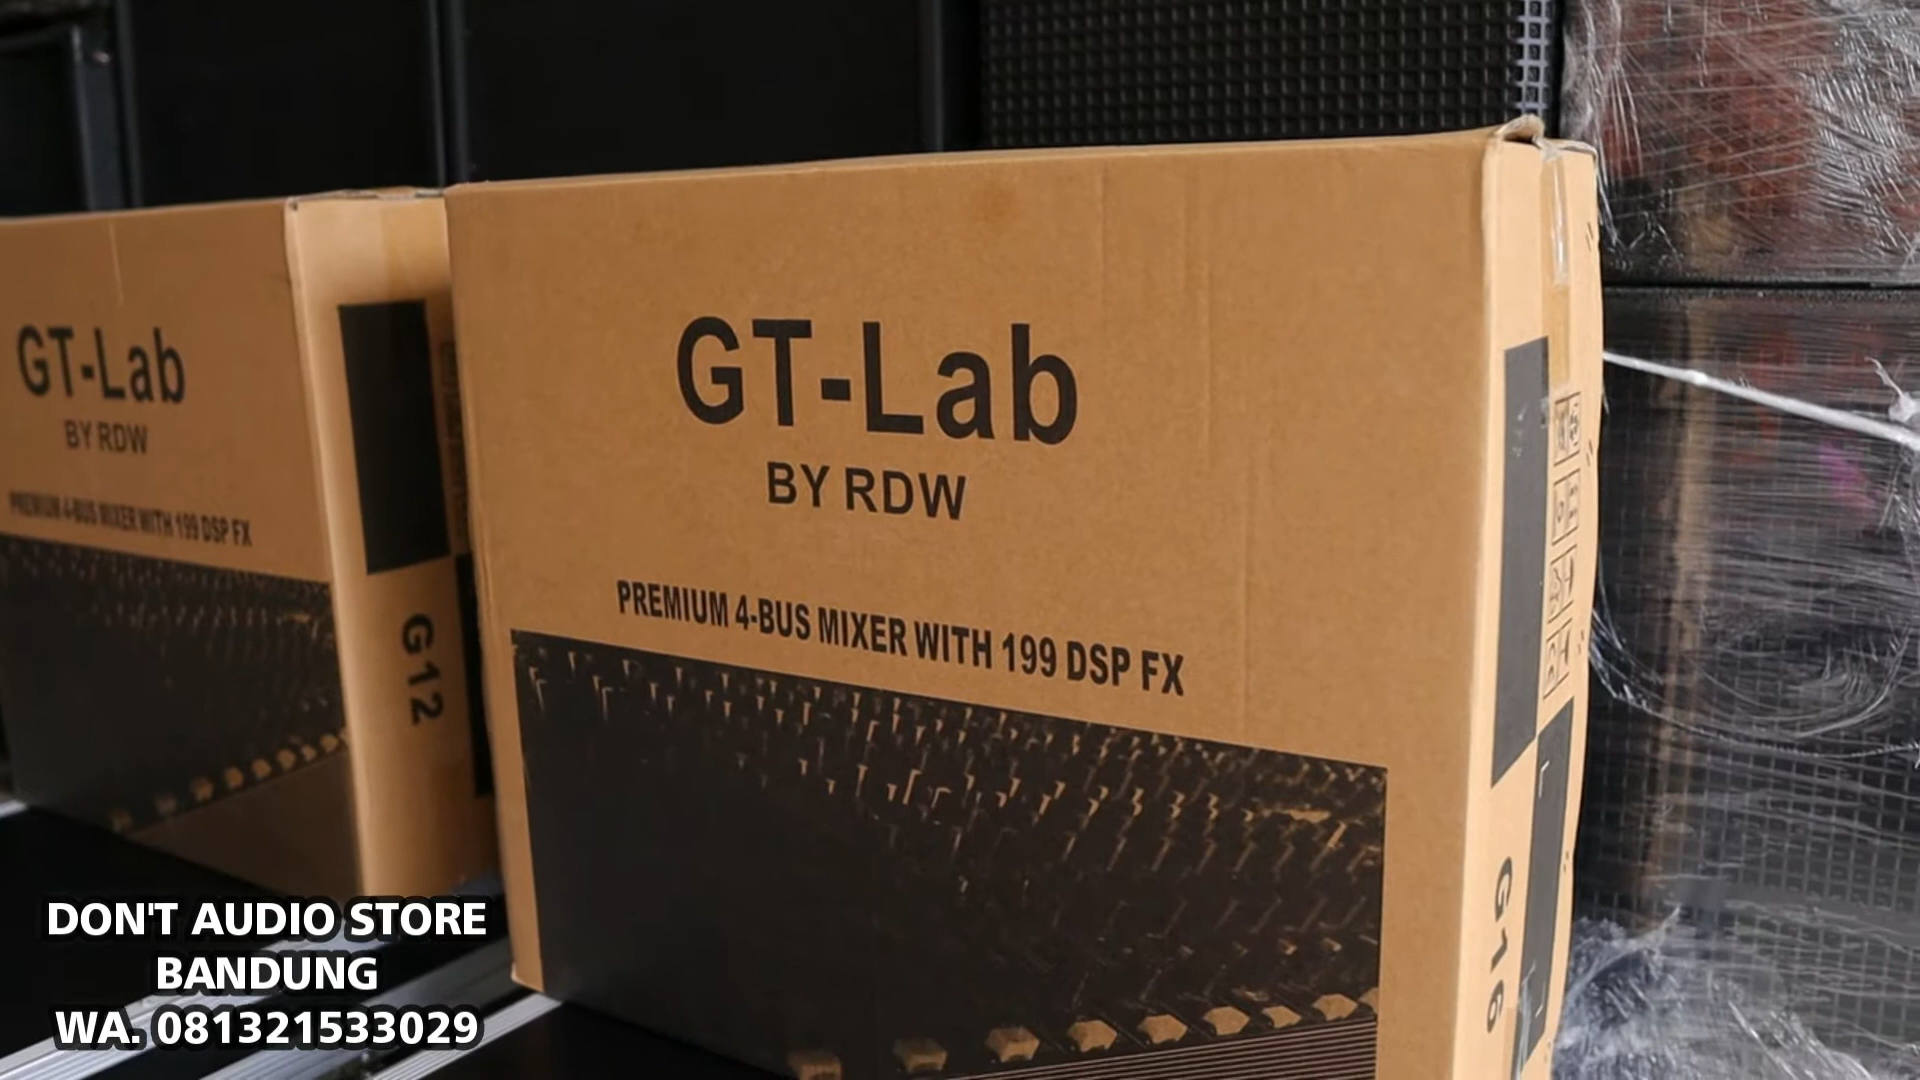 GT-Lab
BY RDW
PREMIUM 4-BUS MIXER WITH 199 DSP FX
G12
GT-Lab
BY RDW
PREMIUM 4-BUS MIXER WITH 199 DSP FX
G16
DON'T AUDIO STORE
BANDUNG
WA. 081321533029